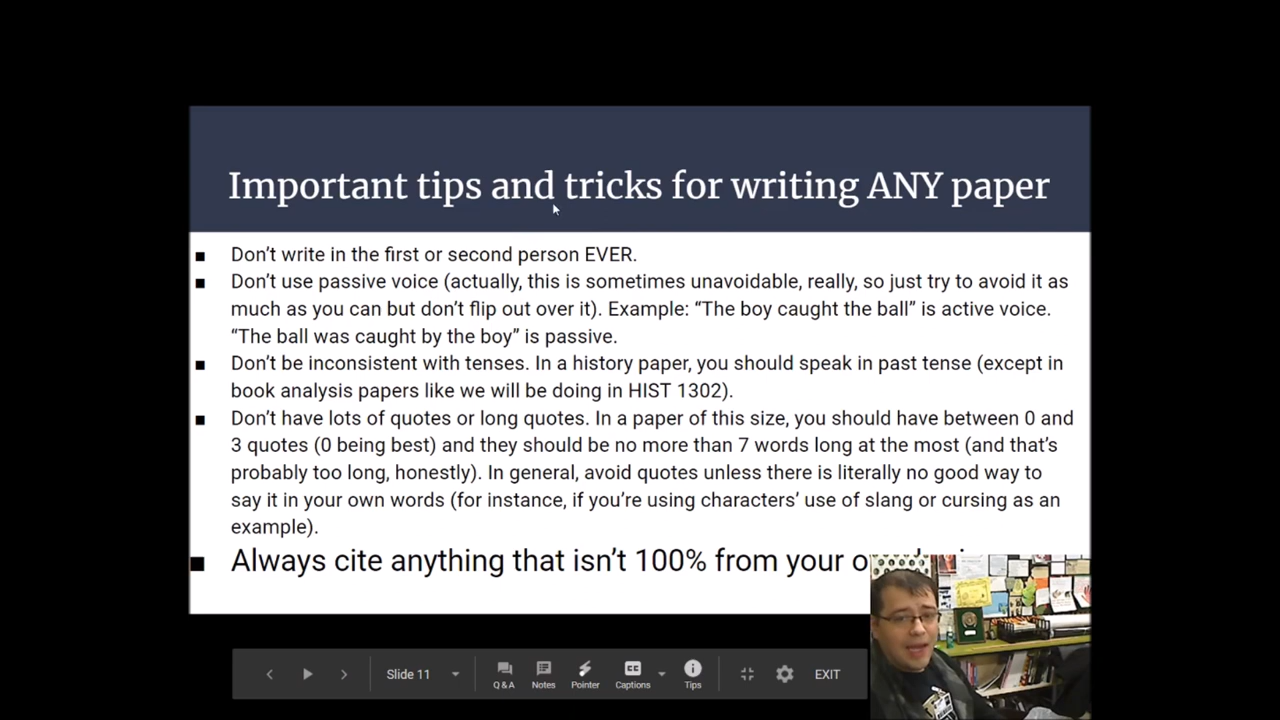 Important tips and tricks for writing ANY paper
■ Don’t write in the first or second person EVER.
■ Don’t use passive voice (actually, this is sometimes unavoidable, really, so just try to avoid it as
much as you can but don’t flip out over it). Example: “The boy caught the ball” is active voice.
“The ball was caught by the boy” is passive.
■ Don’t be inconsistent with tenses. In a history paper, you should speak in past tense (except in
book analysis papers like we will be doing in HIST 1302).
■ Don’t have lots of quotes or long quotes. In a paper of this size, you should have between 0 and
3 quotes (0 being best) and they should be no more than 7 words long at the most (and that’s
probably too long, honestly). In general, avoid quotes unless there is literally no good way to
say it in your own words (for instance, if you’re using characters’ use of slang or cursing as an
example).
■ Always cite anything that isn’t 100% from your
Slide 11
Q & A
Notes
Pointer
Captions
Tips
EXIT